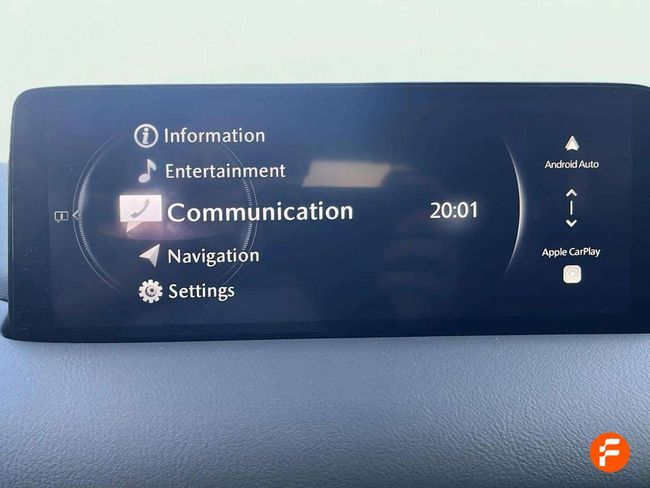 Information
Entertainment
Communication
20:01
Navigation
Settings
Android Auto
Apple CarPlay